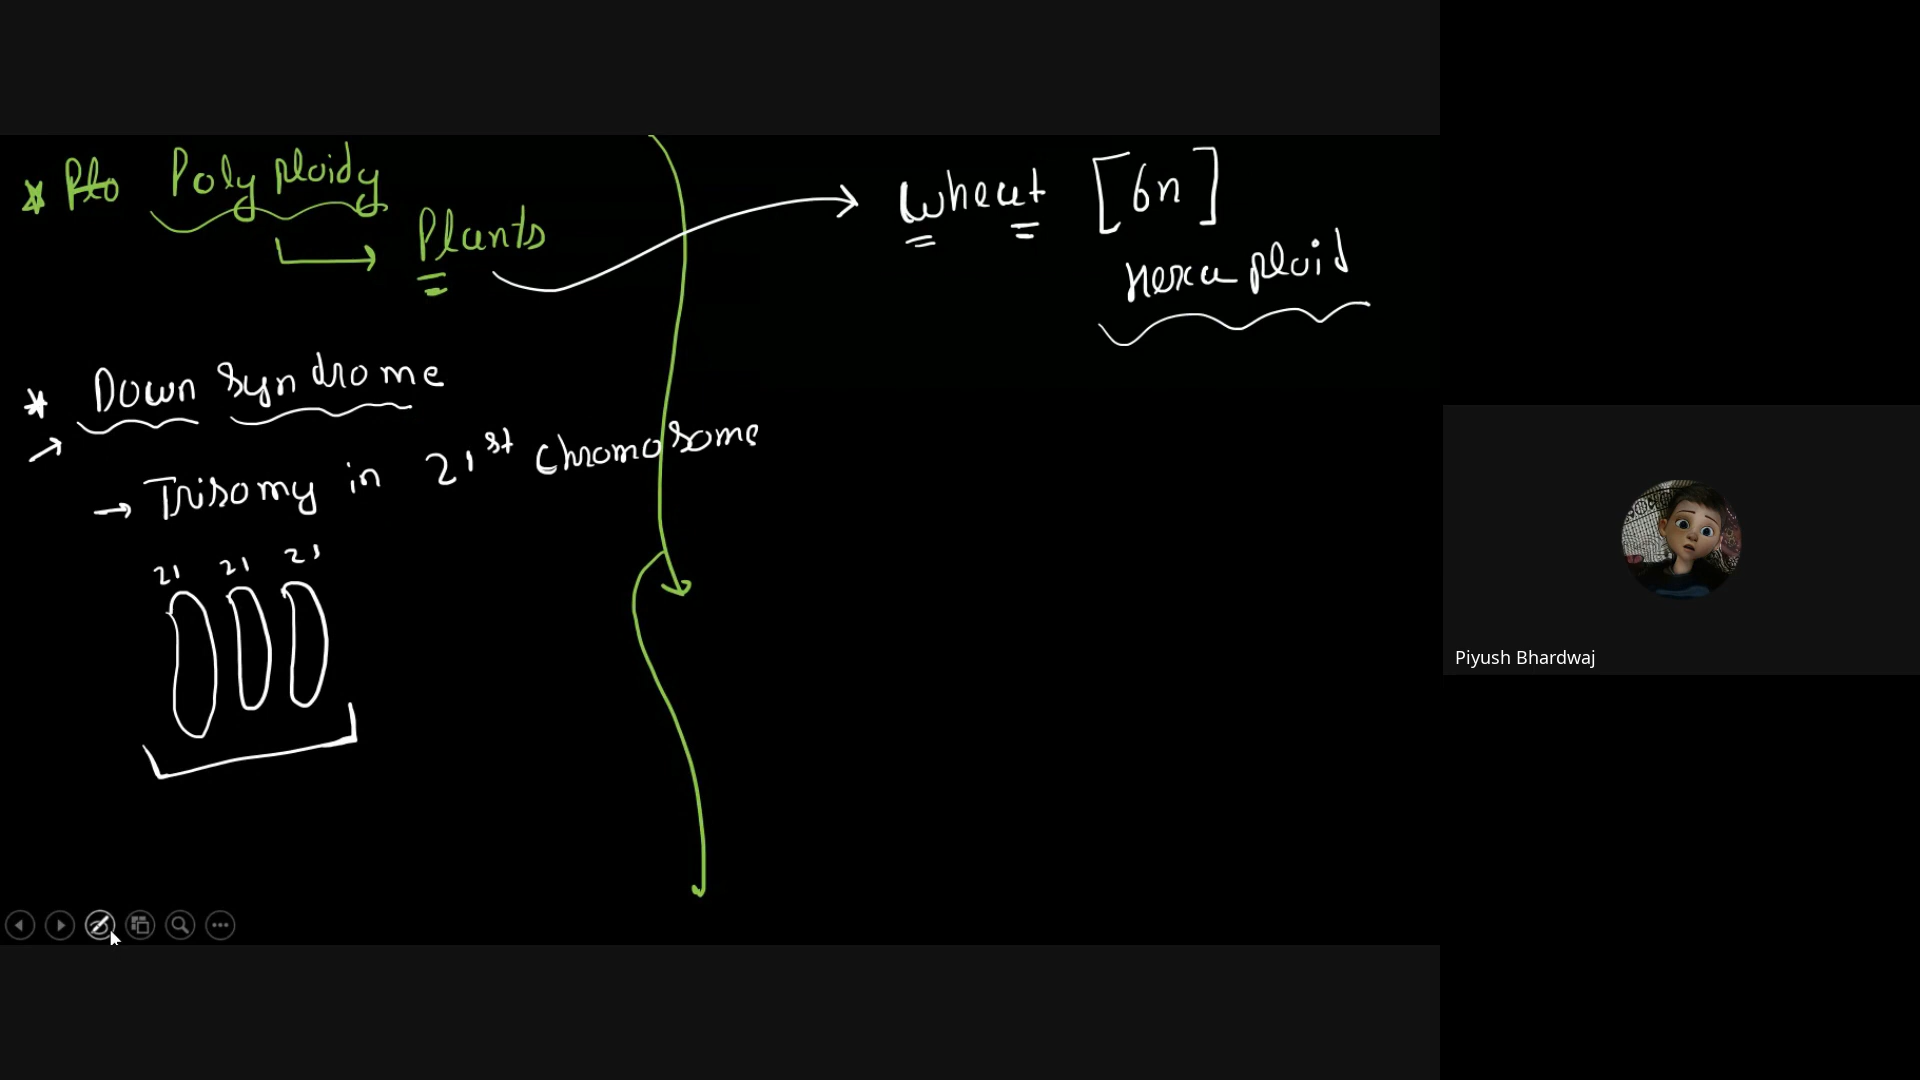 * Plo Polyploidy
Plants
Wheat [6n]
Hexaploid
* Down Syndrome
→ Trisomy in 21st chromosome
21 21 21
Piyush Bhardwaj